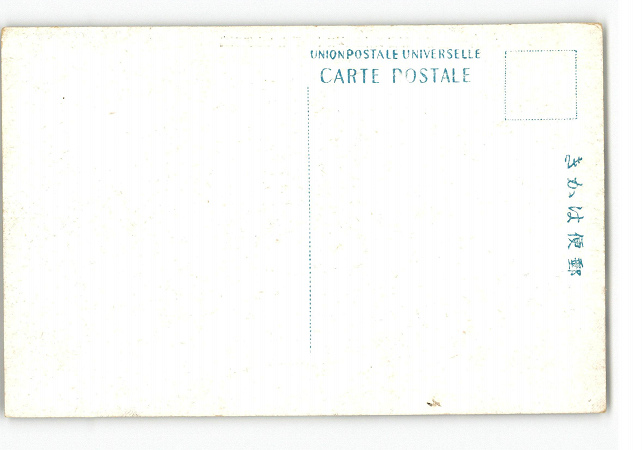 UNION POSTALE UNIVERSELLE
CARTE POSTALE
きかは便郵